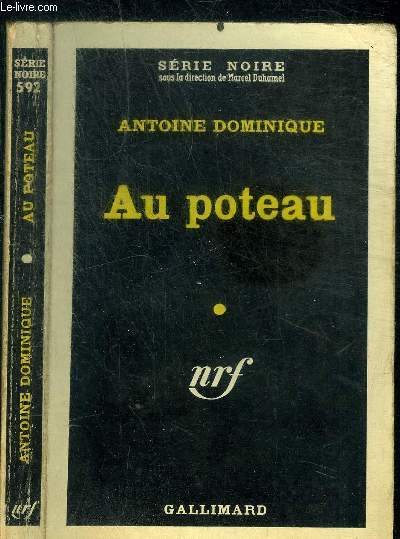 Le-livre.com
SÉRIE NOIRE
592
AU POTEAU
ANTOINE DOMINIQUE
nrf
SÉRIE NOIRE
sous la direction de Marcel Duhamel
ANTOINE DOMINIQUE
Au poteau
nrf
GALLIMARD